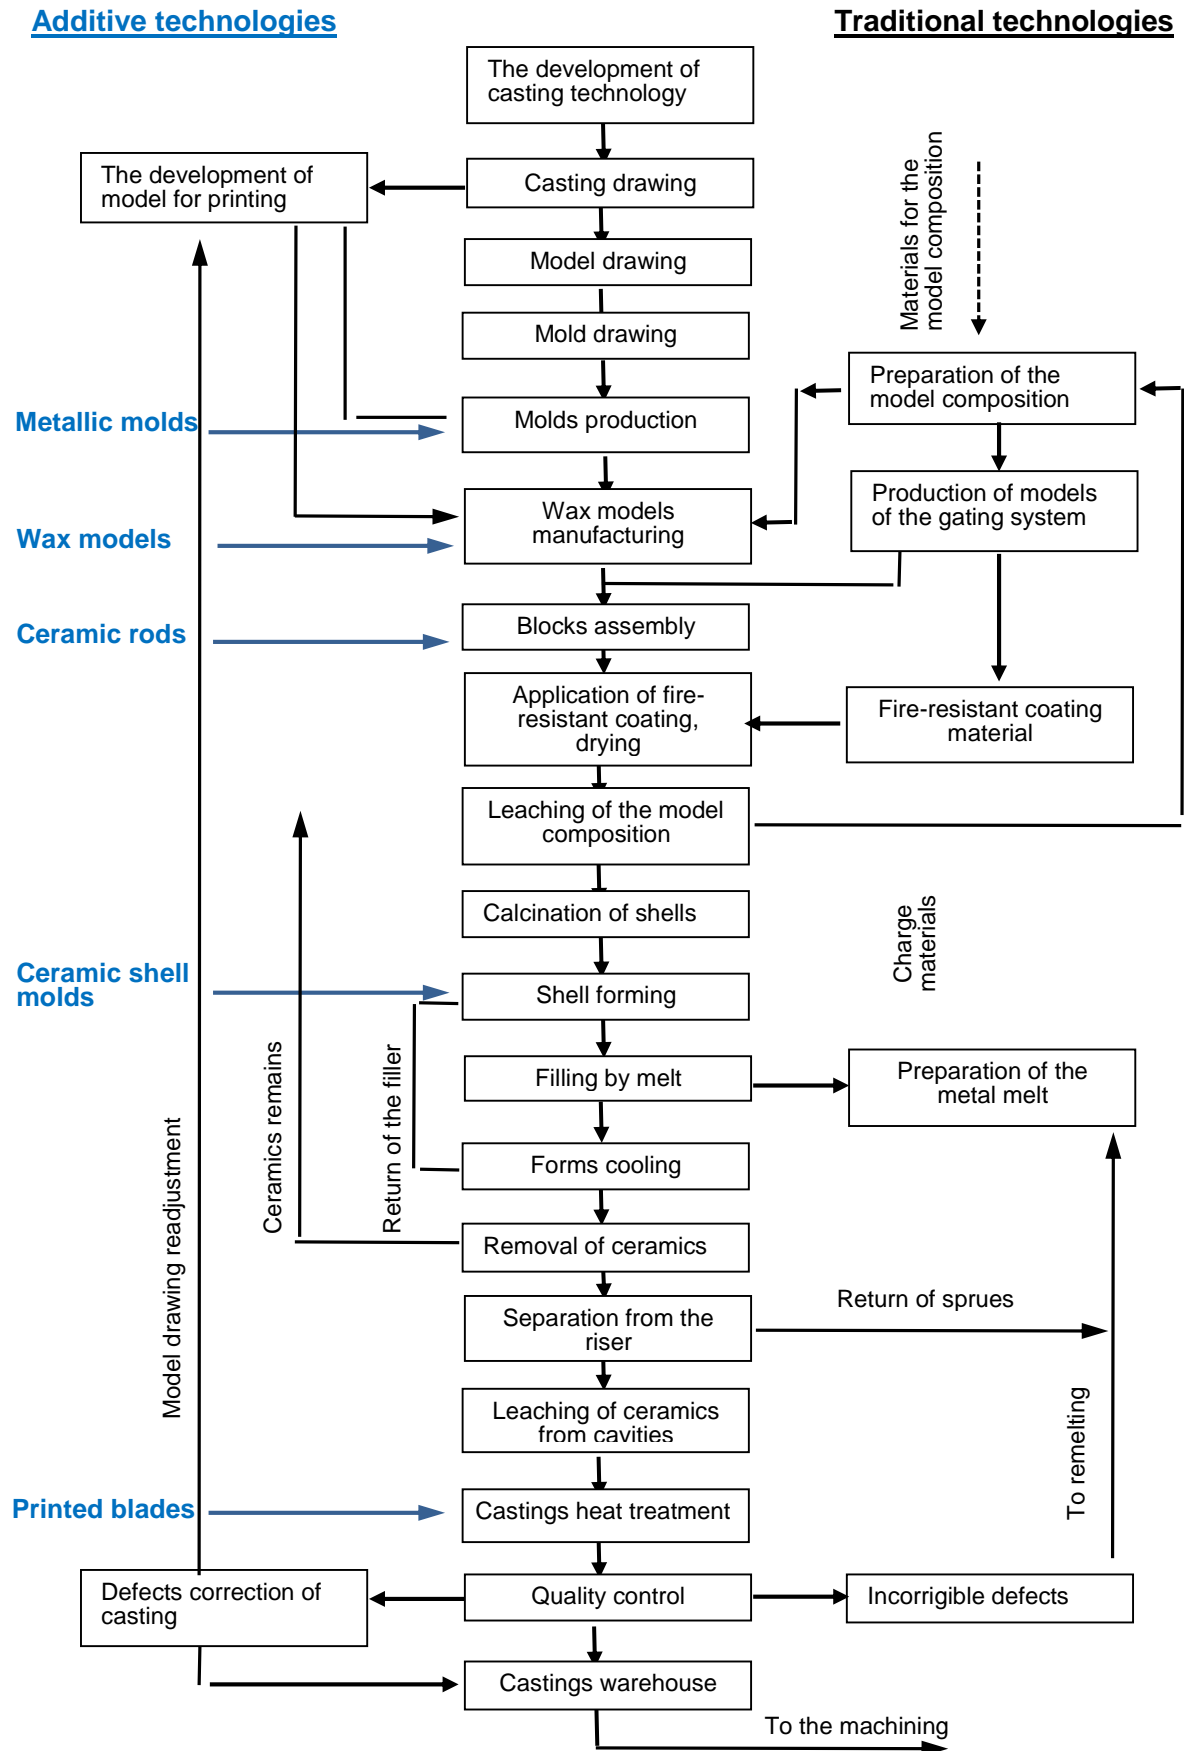 Additive technologies
Traditional technologies
The development of
casting technology
The development of
model for printing
Casting drawing
Materials for the
model composition
Model drawing
Mold drawing
Preparation of the
model composition
Metallic molds
Molds production
Wax models
Wax models
manufacturing
Production of models
of the gating system
Ceramic rods
Blocks assembly
Application of fire-
resistant coating,
drying
Fire-resistant coating
material
Leaching of the model
composition
Calcination of shells
Charge
materials
Ceramic shell
molds
Shell forming
Filling by melt
Preparation of the
metal melt
Model drawing readjustment
Ceramics remains
Return of the filler
Forms cooling
Removal of ceramics
Separation from the
riser
Return of sprues
Leaching of ceramics
from cavities
To remelting
Printed blades
Castings heat treatment
Defects correction of
casting
Quality control
Incorrigible defects
Castings warehouse
To the machining